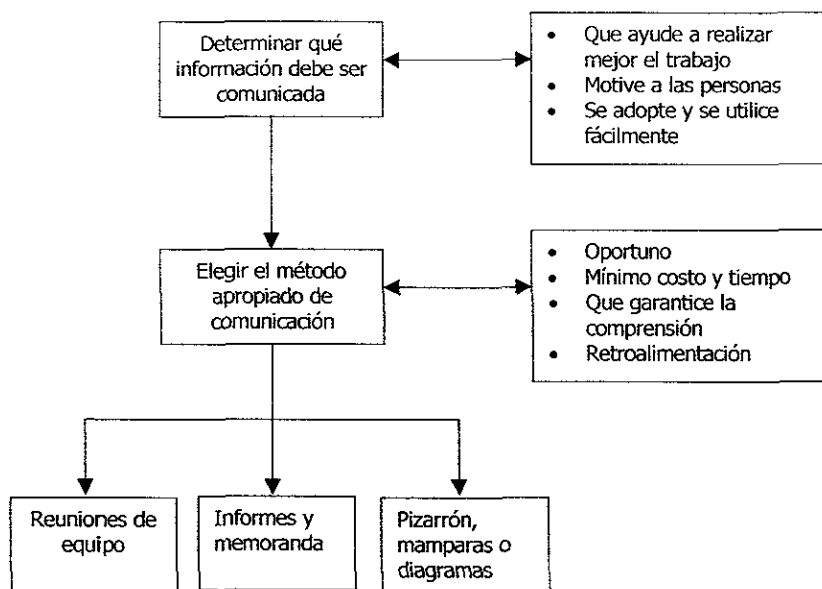 Determinar qué
información debe ser
comunicada
• Que ayude a realizar
mejor el trabajo
• Motive a las personas
• Se adopte y se utilice
fácilmente
Elegir el método
apropiado de
comunicación
• Oportuno
• Mínimo costo y tiempo
• Que garantice la
comprensión
• Retroalimentación
Reuniones de
equipo
Informes y
memoranda
Pizarrón,
mamparas o
diagramas